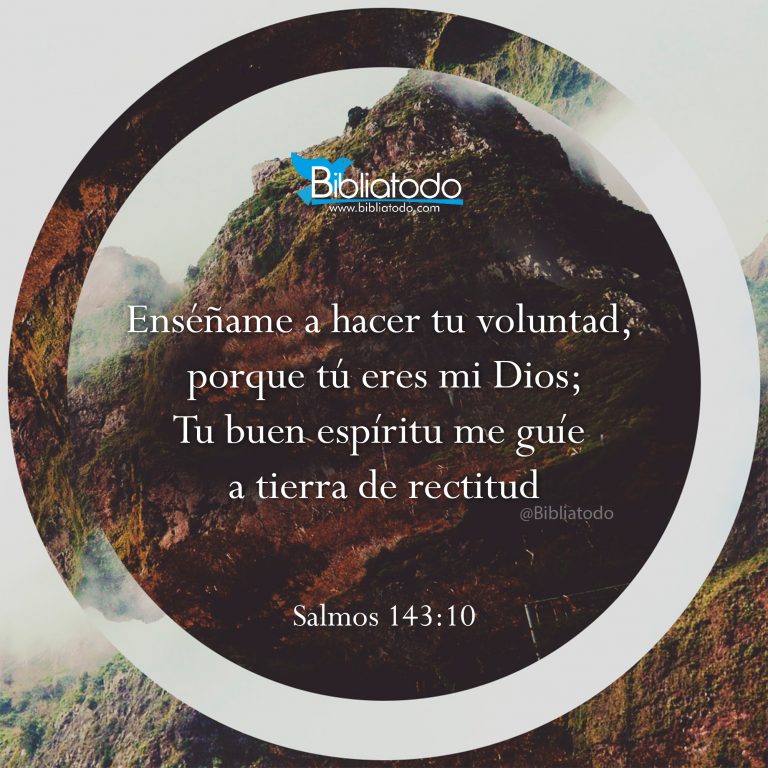 Bibliatodo
www.bibliatodo.com
Enséñame a hacer tu voluntad,
porque tú eres mi Dios;
Tu buen espíritu me guíe
a tierra de rectitud
@Bibliatodo
Salmos 143:10